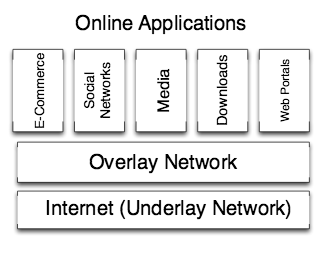 Online Applications
E-Commerce
Social
Networks
Media
Downloads
Web Portals
Overlay Network
Internet (Underlay Network)